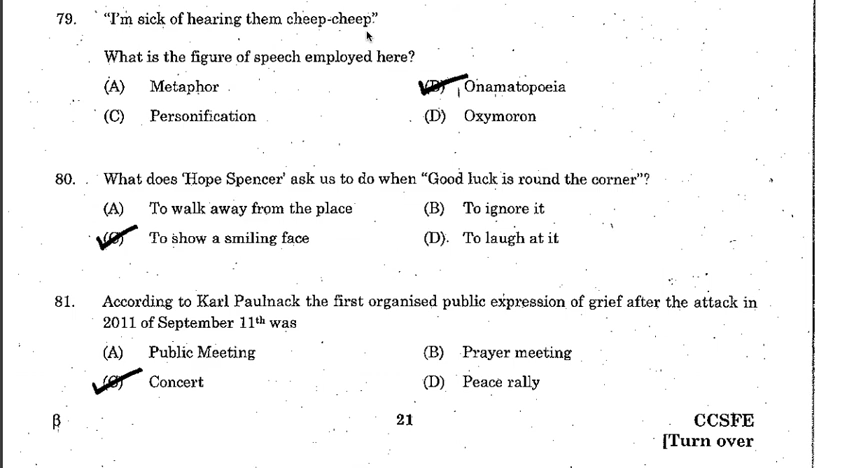 79. "I'm sick of hearing them cheep-cheep."
What is the figure of speech employed here?
(A) Metaphor (B) Onamatopoeia
(C) Personification (D) Oxymoron
80. What does 'Hope Spencer' ask us to do when "Good luck is round the corner"?
(A) To walk away from the place (B) To ignore it
(C) To show a smiling face (D). To laugh at it
81. According to Karl Paulnack the first organised public expression of grief after the attack in
2011 of September 11th was
(A) Public Meeting (B) Prayer meeting
(C) Concert (D) Peace rally
β 21 CCSFE
[Turn over